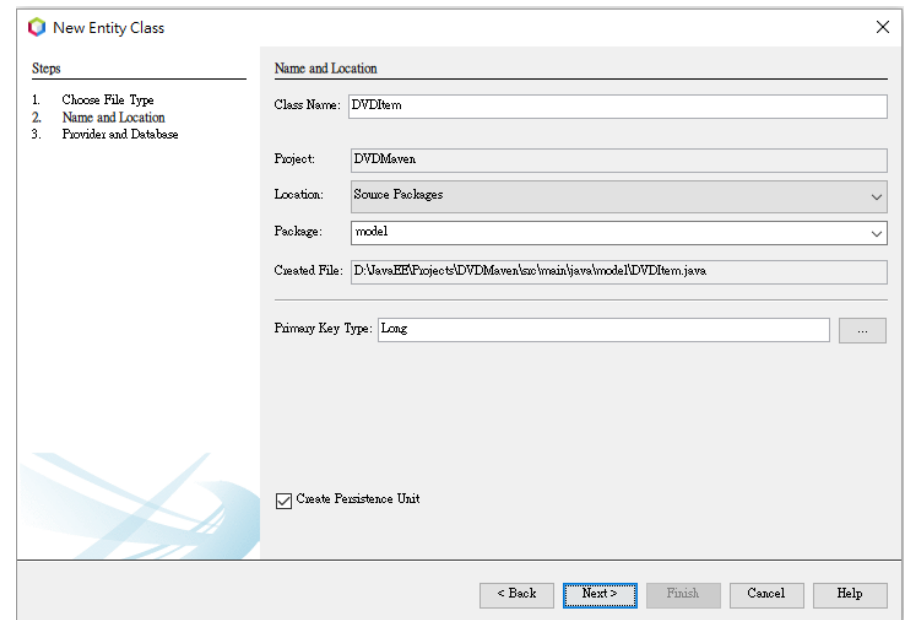 New Entity Class
Steps
1. Choose File Type
2. Name and Location
3. Provider and Database
Name and Location
Class Name: DVDItem
Project: DVDMaven
Location: Source Packages
Package: model
Created File: D:\JavaEE\Projects\DVDMaven\src\main\java\model\DVDItem.java
Primary Key Type: Long ...
Create Persistence Unit
< Back Next > Finish Cancel Help